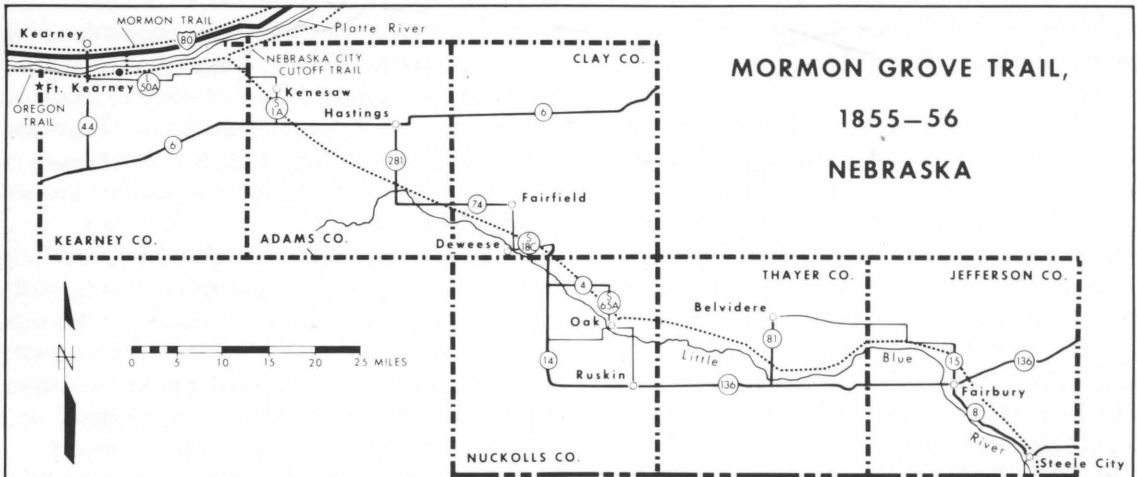 MORMON GROVE TRAIL,
1855—56
NEBRASKA
MORMON TRAIL
Kearney
80
Platte River
NEBRASKA CITY
CUTOFF TRAIL
CLAY CO.
OREGON
TRAIL
Ft. Kearney
L
50A
S
1A
Kenesaw
Hastings
44
6
6
281
74
Fairfield
KEARNEY CO.
ADAMS CO.
Deweese
S
18C
THAYER CO.
JEFFERSON CO.
4
S
65A
Belvidere
Oak
81
Little
Blue
15
136
N
0 5 10 15 20 25 MILES
14
Ruskin
136
Fairbury
8
River
Steele City
NUCKOLLS CO.